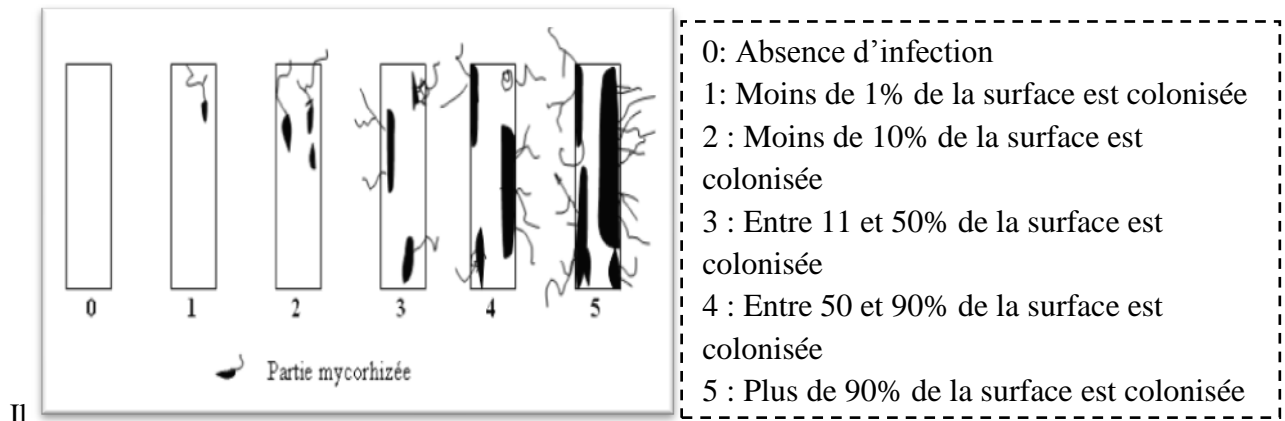 0 1 2 3 4 5
Partie mycorhizée
0: Absence d’infection
1: Moins de 1% de la surface est colonisée
2 : Moins de 10% de la surface est
colonisée
3 : Entre 11 et 50% de la surface est
colonisée
4 : Entre 50 et 90% de la surface est
colonisée
5 : Plus de 90% de la surface est colonisée
Il